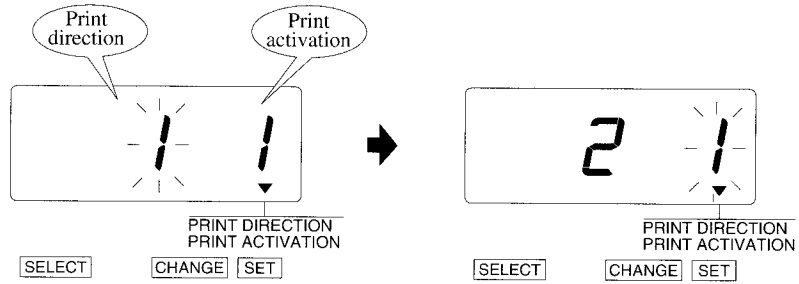 Print
direction
Print
activation
1 1
PRINT DIRECTION
PRINT ACTIVATION
SELECT CHANGE SET
2 1
PRINT DIRECTION
PRINT ACTIVATION
SELECT CHANGE SET